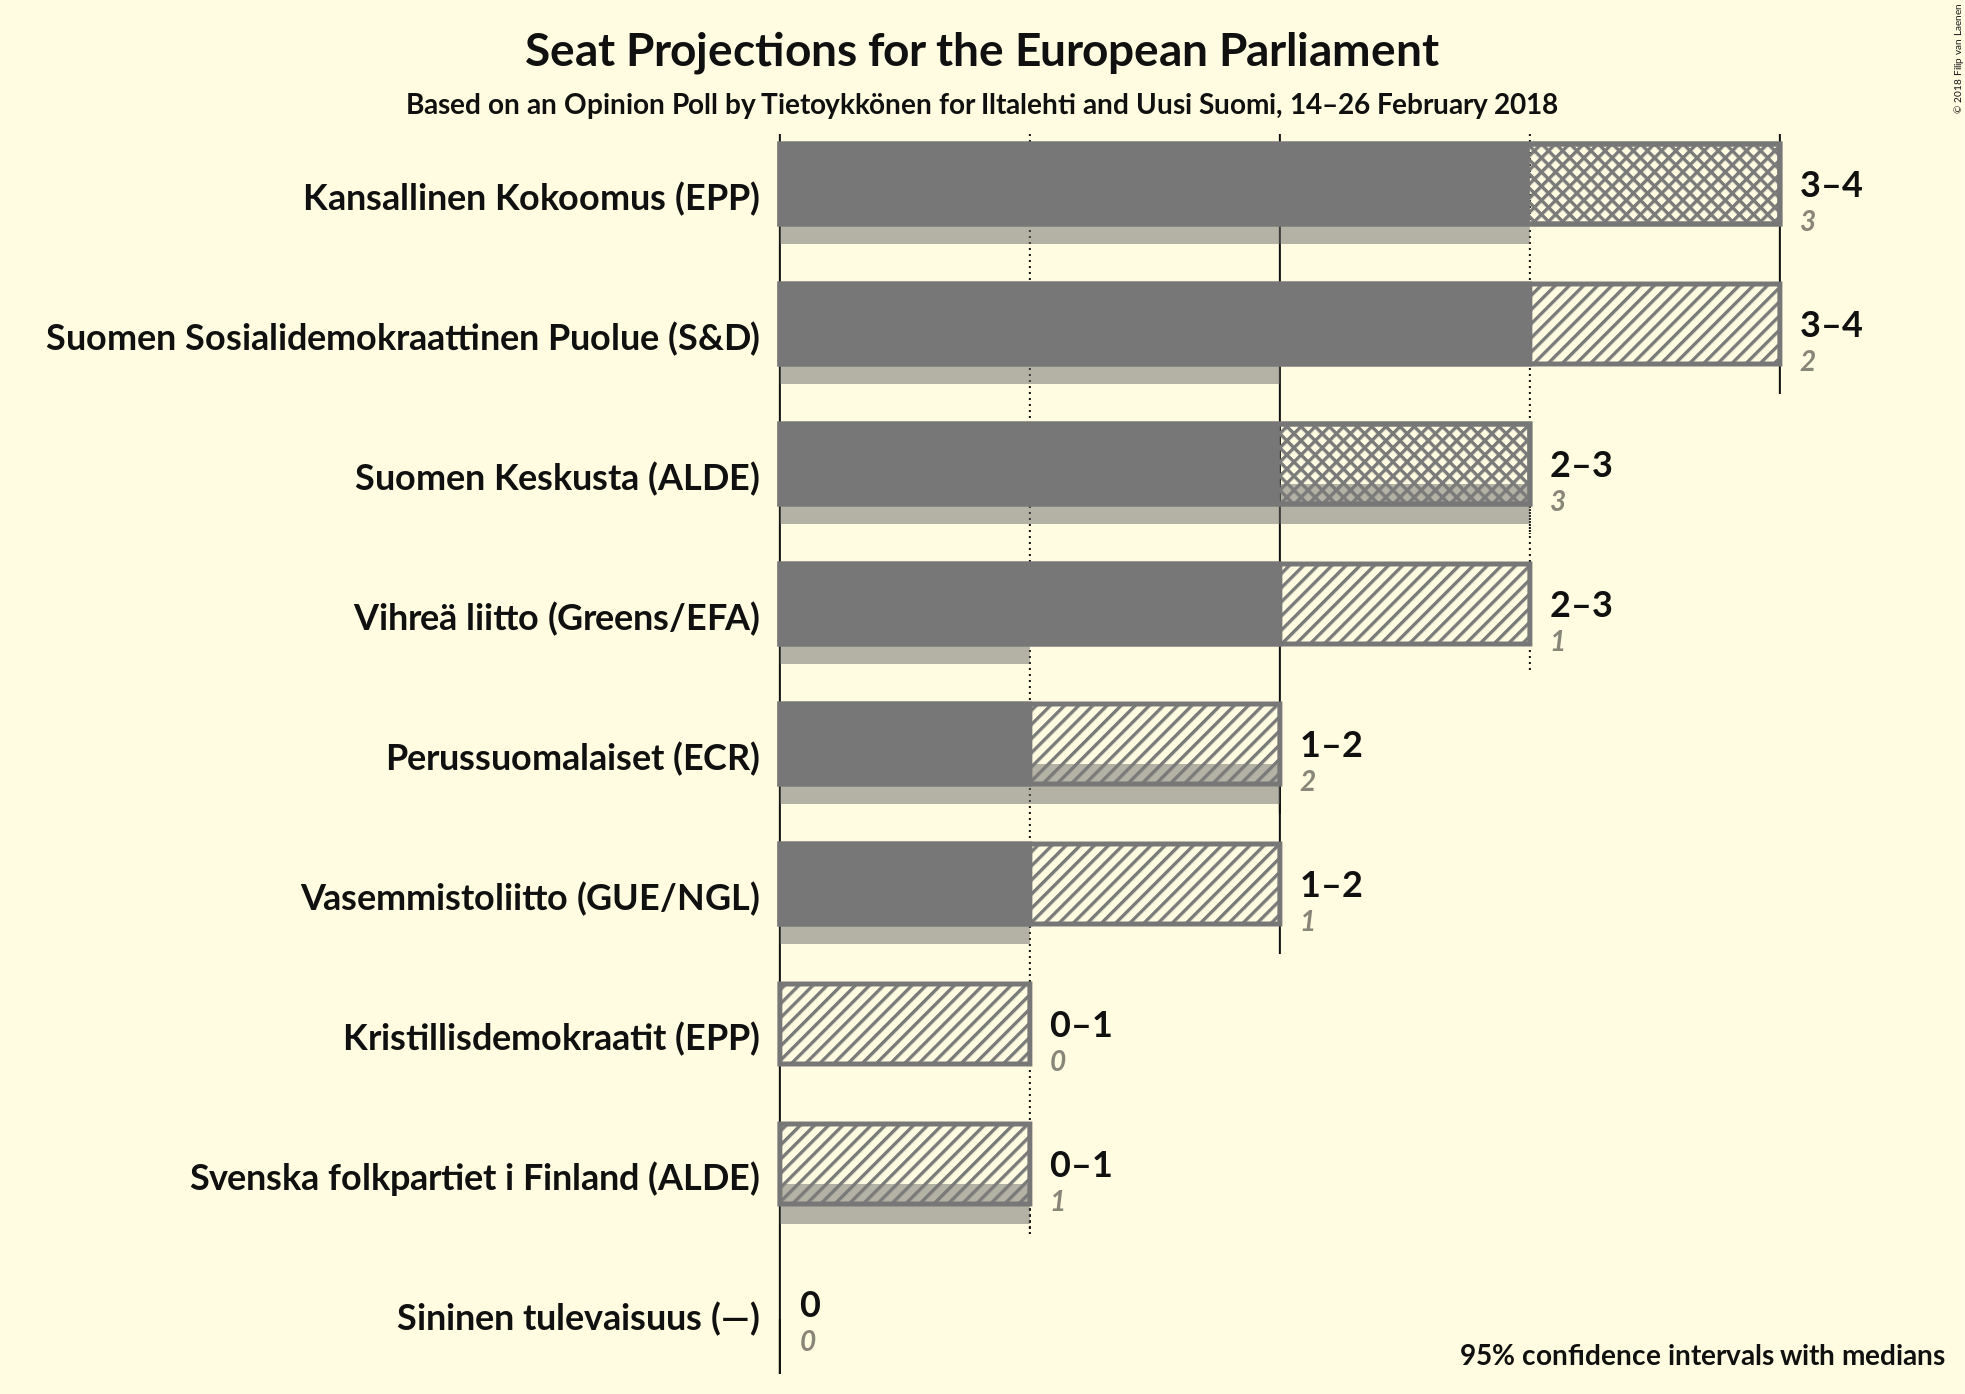 Seat Projections for the European Parliament
Based on an Opinion Poll by Tietoykkönen for Iltalehti and Uusi Suomi, 14–26 February 2018
© 2018 Filip van Laenen
Kansallinen Kokoomus (EPP)
3–4
3
Suomen Sosialidemokraattinen Puolue (S&D)
3–4
2
Suomen Keskusta (ALDE)
2–3
3
Vihreä liitto (Greens/EFA)
2–3
1
Perussuomalaiset (ECR)
1–2
2
Vasemmistoliitto (GUE/NGL)
1–2
1
Kristillisdemokraatit (EPP)
0–1
0
Svenska folkpartiet i Finland (ALDE)
0–1
1
Sininen tulevaisuus (—)
0
0
95% confidence intervals with medians